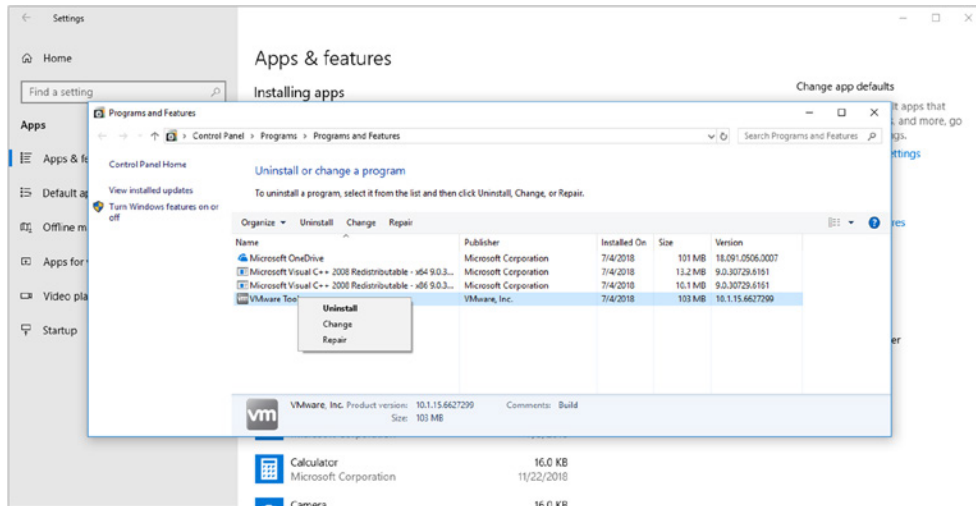 Settings
Home
Apps & features
Find a setting
Installing apps
Change app defaults
Programs and Features
Apps
Control Panel > Programs > Programs and Features
Search Programs and Features
and more, go
Control Panel Home
Uninstall or change a program
Apps & fe
View installed updates
To uninstall a program, select it from the list and then click Uninstall, Change, or Repair.
Turn Windows features on or
off
Default ap
Organize
Uninstall
Change
Repair
Offline m
Name
Publisher
Installed On
Size
Version
Microsoft OneDrive
Microsoft Corporation
7/4/2018
101 MB
18.091.0506.0007
Apps for
Microsoft Visual C++ 2008 Redistributable - x64 9.0.3...
Microsoft Corporation
7/4/2018
13.2 MB
9.0.30729.6161
Microsoft Visual C++ 2008 Redistributable - x86 9.0.3...
Microsoft Corporation
7/4/2018
10.1 MB
9.0.30729.6161
Video pla
VMware Too
VMware, Inc.
7/4/2018
103 MB
10.1.15.6627299
Uninstall
Change
Repair
Startup
vm
VMware, Inc. Product version: 10.1.15.6627299
Comments: Build
Size: 103 MB
Calculator
16.0 KB
Microsoft Corporation
11/22/2018
Camera
16.0 KB